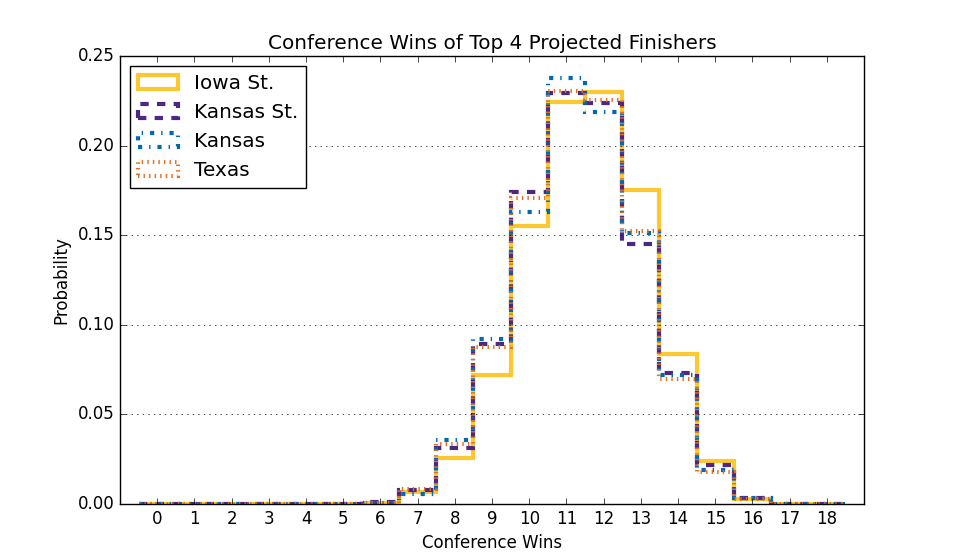 Conference Wins of Top 4 Projected Finishers
0.25
0.20
0.15
0.10
0.05
0.00
Probability
Iowa St.
Kansas St.
Kansas
Texas
0 1 2 3 4 5 6 7 8 9 10 11 12 13 14 15 16 17 18
Conference Wins